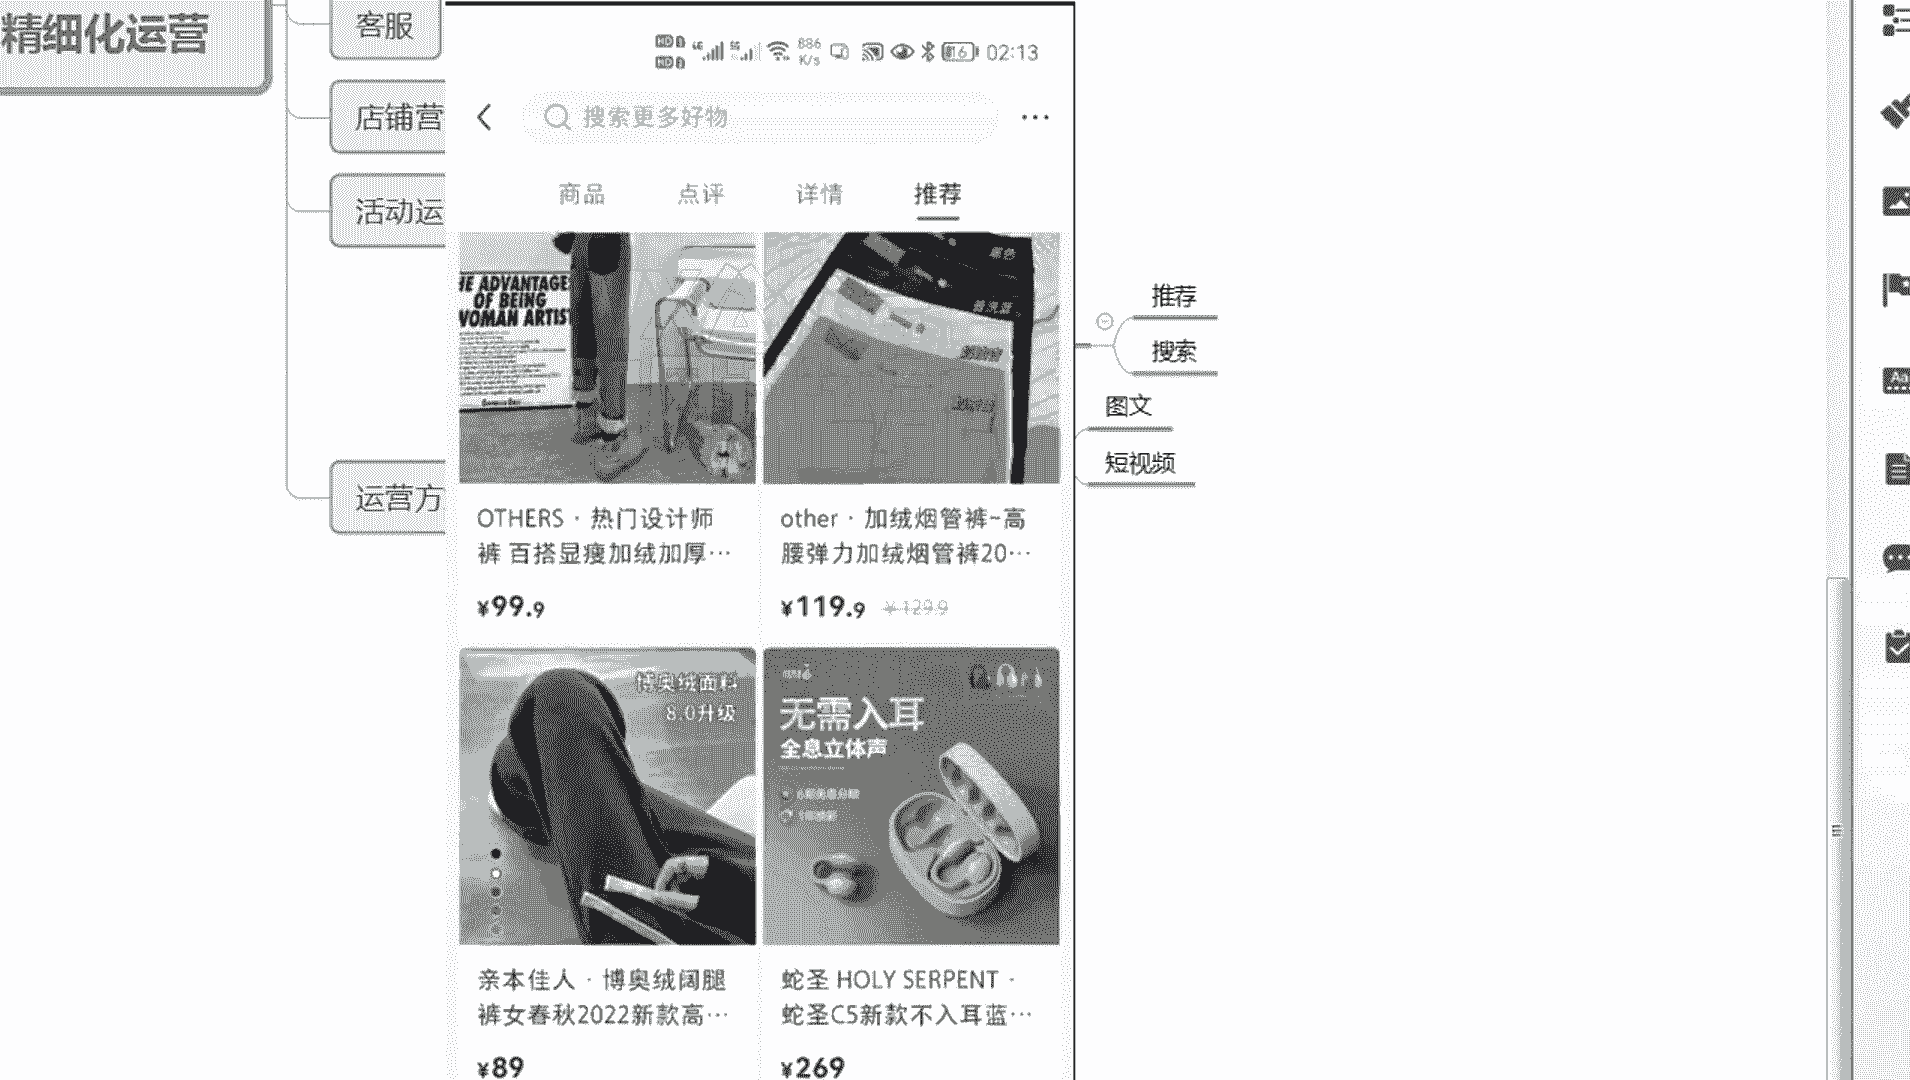 精细化运营
客服
店铺营
活动运
运营方
886
K/s
16
02:13
搜索更多好物
商品
点评
详情
推荐
HE ADVANTAGE
OF BEING
WOMAN ARTIST
OTHERS · 热门设计师
裤 百搭显瘦加绒加厚…
¥99.9
other · 加绒烟管裤~高
腰弹力加绒烟管裤20…
¥119.9 ¥129.9
博奥绒面料
8.0升级
无需入耳
全息立体声
亲本佳人 · 博奥绒阔腿
裤女春秋2022新款高…
¥89
蛇圣 HOLY SERPENT ·
蛇圣C5新款不入耳蓝…
¥269
推荐
搜索
图文
短视频